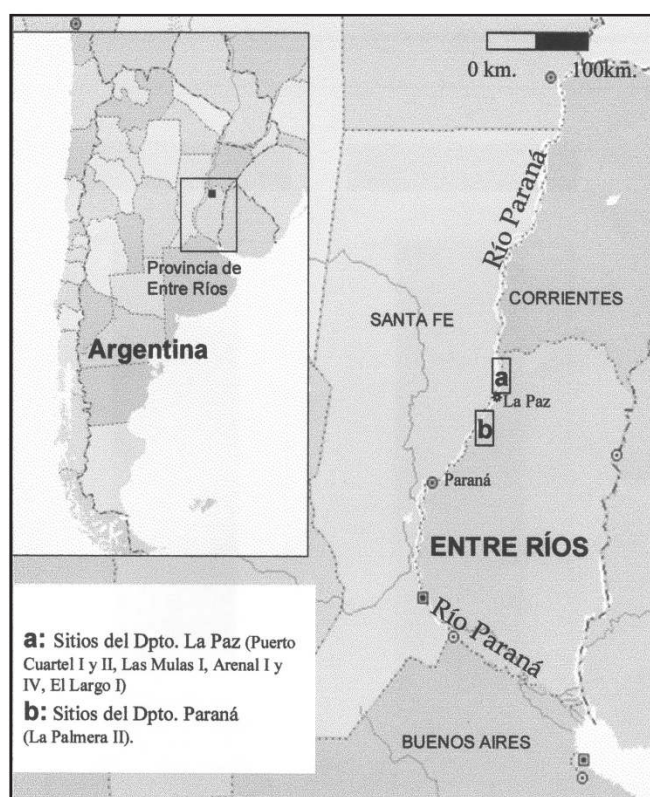 0 km. 100km.
Río Paraná
CORRIENTES
SANTA FE
Provincia de
Entre Ríos
Argentina
a
La Paz
b
Paraná
ENTRE RÍOS
Río Paraná
a: Sitios del Dpto. La Paz (Puerto
Cuartel I y II, Las Mulas I, Arenal I y
IV, El Largo I)
b: Sitios del Dpto. Paraná
(La Palmera II).
BUENOS AIRES